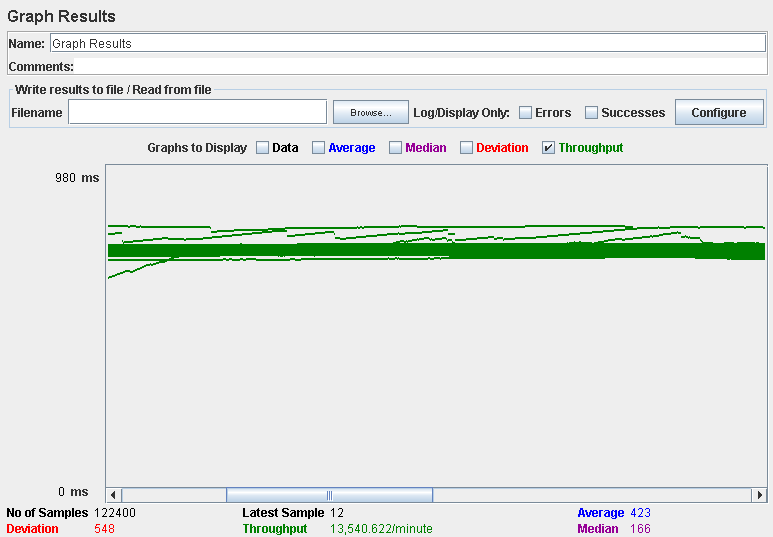 Graph Results
Name: Graph Results
Comments:
Write results to file / Read from file
Filename Browse... Log/Display Only: Errors Successes Configure
Graphs to Display Data Average Median Deviation Throughput
980 ms
0 ms
No of Samples 122400 Latest Sample 12 Average 423
Deviation 548 Throughput 13,540.622/minute Median 166